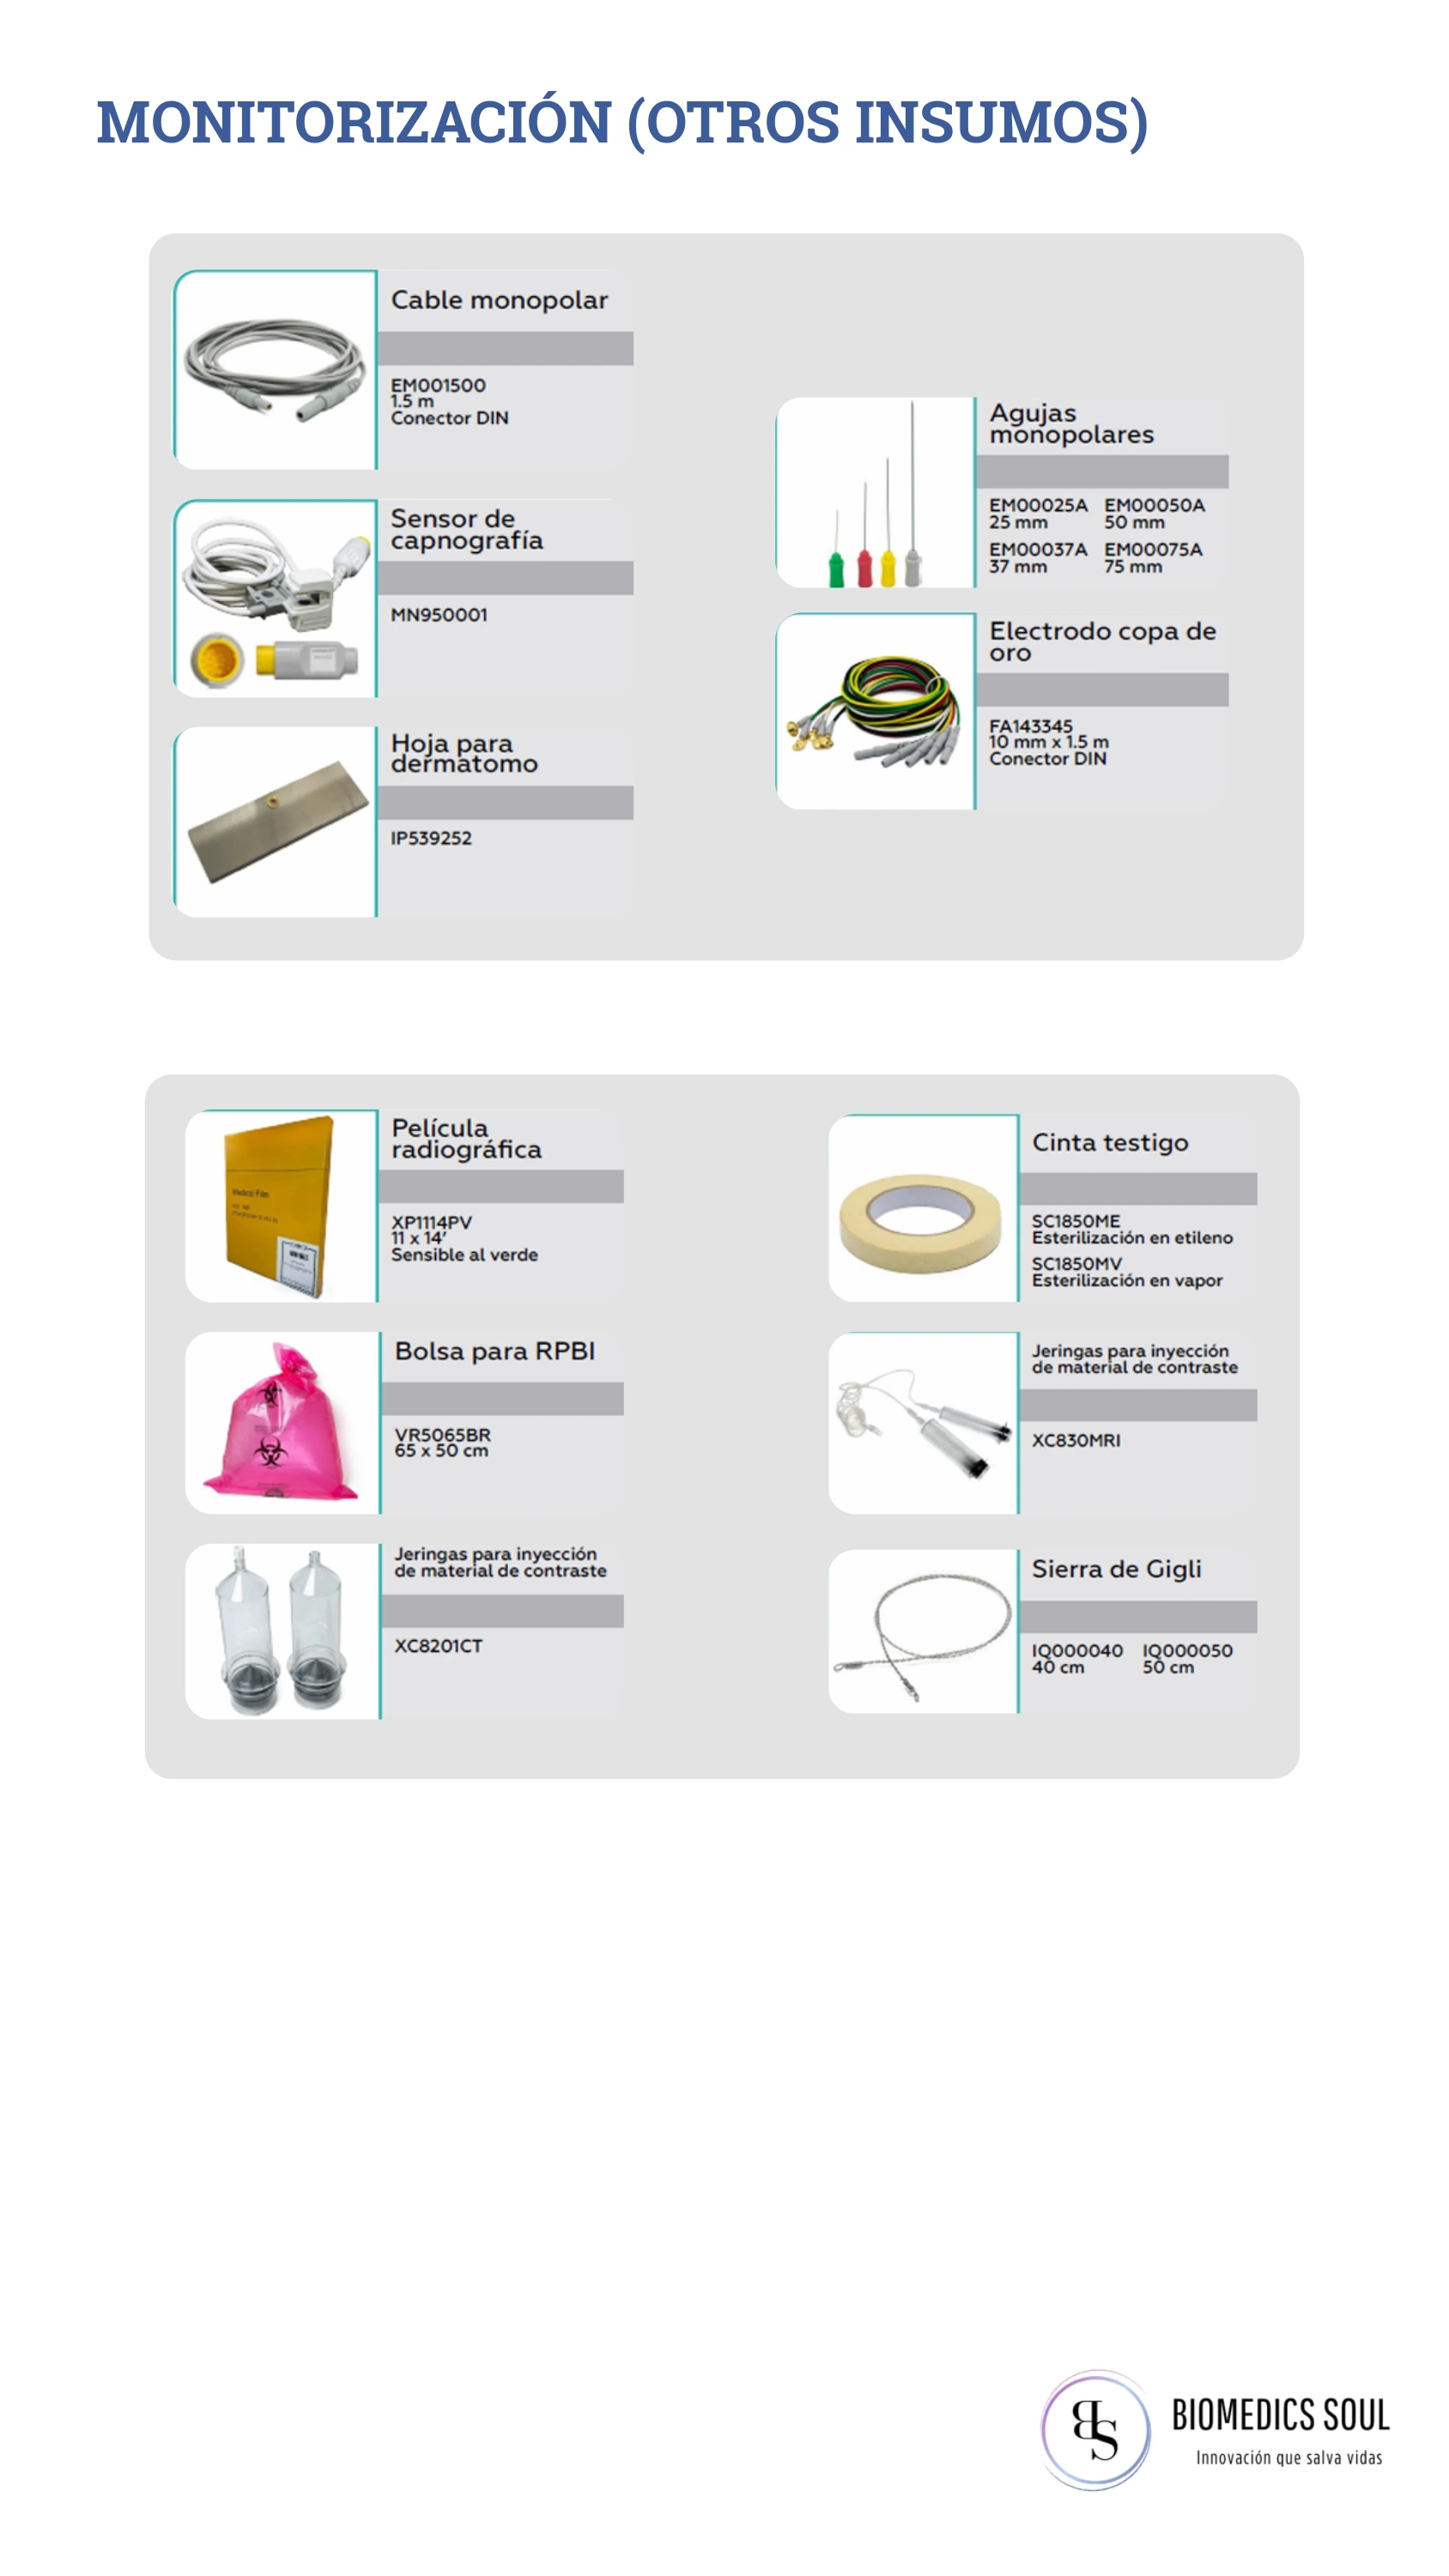 MONITORIZACIÓN (OTROS INSUMOS)
Cable monopolar
EM001500
1.5 m
Conector DIN
Sensor de
capnografía
MN950001
Hoja para
dermatomo
IP539252
Agujas
monopolares
EM00025A EM00050A
25 mm 50 mm
EM00037A EM00075A
37 mm 75 mm
Electrodo copa de
oro
FA143345
10 mm x 1.5 m
Conector DIN
Película
radiográfica
XP1114PV
11 x 14′
Sensible al verde
Medical Film
Bolsa para RPBI
VR5065BR
65 x 50 cm
Jeringas para inyección
de material de contraste
XC8201CT
Cinta testigo
SC1850ME
Esterilización en etileno
SC1850MV
Esterilización en vapor
Jeringas para inyección
de material de contraste
XC830MRI
Sierra de Gigli
IQ000040 IQ000050
40 cm 50 cm
BS
BIOMEDICS SOUL
Innovación que salva vidas